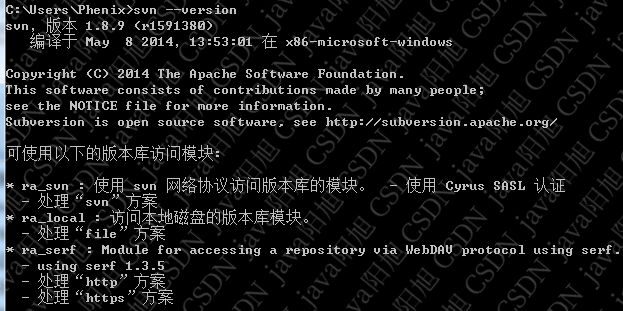 C:\Users\Phenix>svn --version
svn, 版本 1.8.9 (r1591380)
编译于 May  8 2014, 13:53:01 在 x86-microsoft-windows
Copyright (C) 2014 The Apache Software Foundation.
This software consists of contributions made by many people;
see the NOTICE file for more information.
Subversion is open source software, see http://subversion.apache.org/
可使用以下的版本库访问模块:
* ra_svn : 使用 svn 网络协议访问版本库的模块。 - 使用 Cyrus SASL 认证
- 处理“svn”方案
* ra_local : 访问本地磁盘的版本库模块。
- 处理“file”方案
* ra_serf : Module for accessing a repository via WebDAV protocol using serf.
- using serf 1.3.5
- 处理“http”方案
- 处理“https”方案
CSDN java阿旭